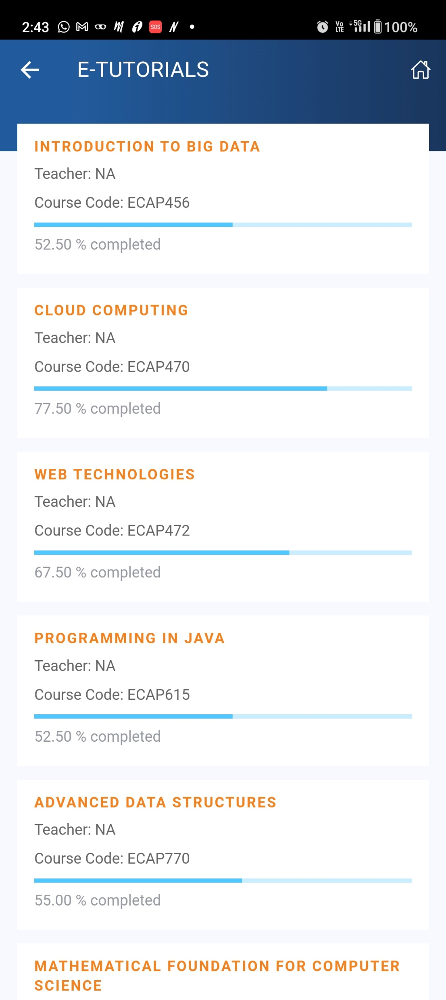 2:43 SOS VoLTE 5G 100%
E-TUTORIALS
INTRODUCTION TO BIG DATA
Teacher: NA
Course Code: ECAP456
52.50 % completed
CLOUD COMPUTING
Teacher: NA
Course Code: ECAP470
77.50 % completed
WEB TECHNOLOGIES
Teacher: NA
Course Code: ECAP472
67.50 % completed
PROGRAMMING IN JAVA
Teacher: NA
Course Code: ECAP615
52.50 % completed
ADVANCED DATA STRUCTURES
Teacher: NA
Course Code: ECAP770
55.00 % completed
MATHEMATICAL FOUNDATION FOR COMPUTER
SCIENCE